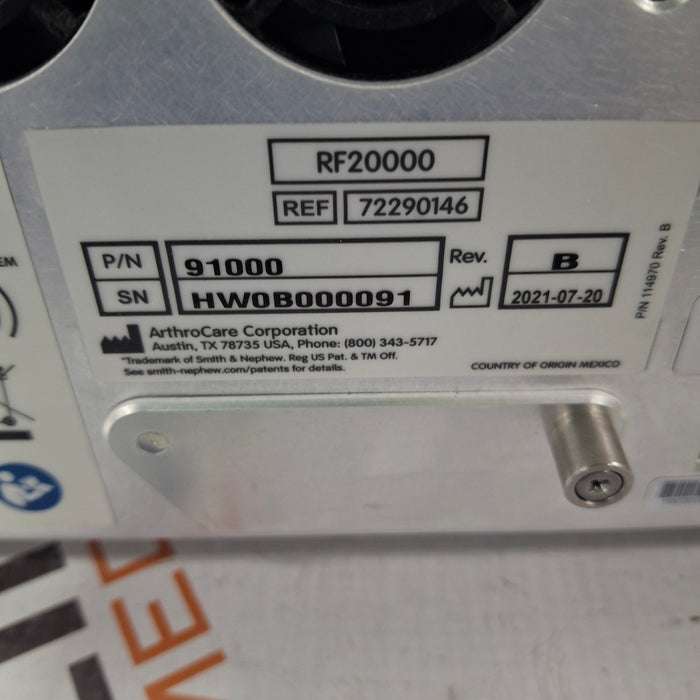 RF20000
REF 72290146
P/N 91000
SN HW0B000091
Rev. B
2021-07-20
ArthroCare Corporation
Austin, TX 78735 USA, Phone: (800) 343-5717
*Trademark of Smith & Nephew. Reg US Pat. & TM Off.
See smith-nephew.com/patents for details.
COUNTRY OF ORIGIN MEXICO
P/N 114970 Rev. B
EM
MED